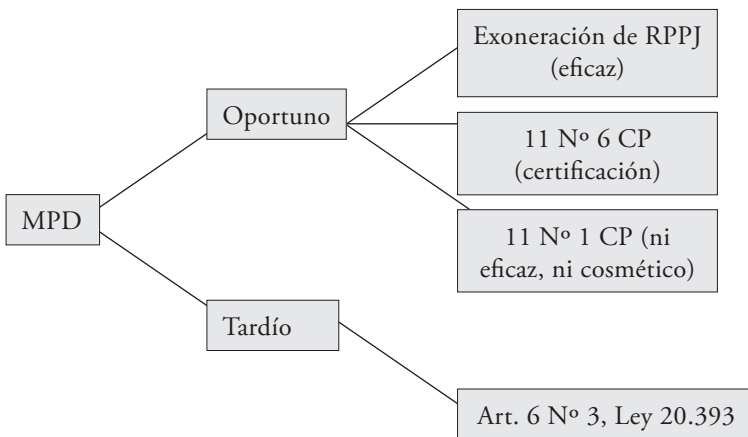 Exoneración de RPPJ
(eficaz)
Oportuno
11 Nº 6 CP
(certificación)
MPD
11 Nº 1 CP (ni
eficaz, ni cosmético)
Tardío
Art. 6 Nº 3, Ley 20.393